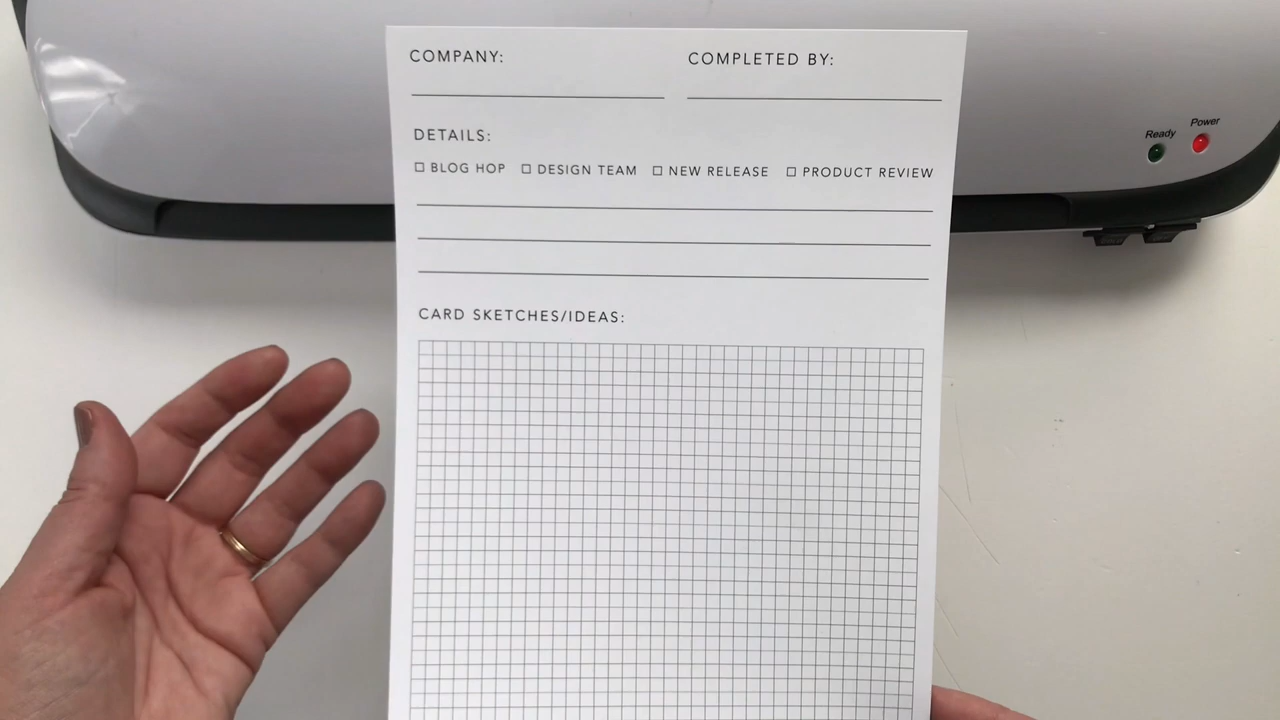 COMPANY: COMPLETED BY:
Ready Power
DETAILS:
☐ BLOG HOP ☐ DESIGN TEAM ☐ NEW RELEASE ☐ PRODUCT REVIEW
CARD SKETCHES/IDEAS: